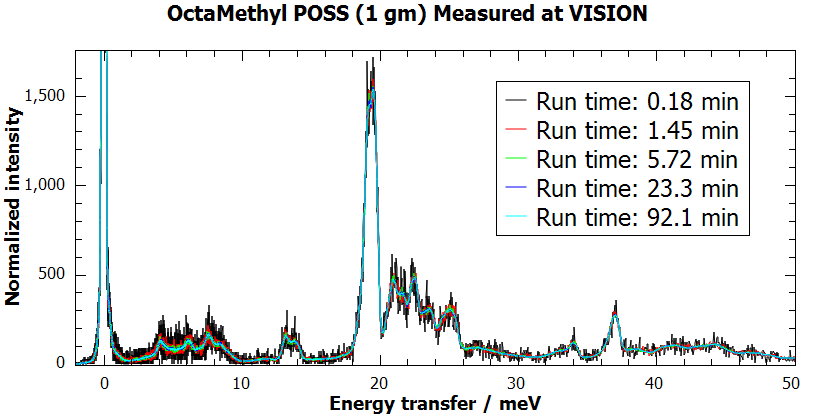 OctaMethyl POSS (1 gm) Measured at VISION
Normalized intensity
1,500
1,000
500
0
Run time: 0.18 min
Run time: 1.45 min
Run time: 5.72 min
Run time: 23.3 min
Run time: 92.1 min
0 10 20 30 40 50
Energy transfer / meV